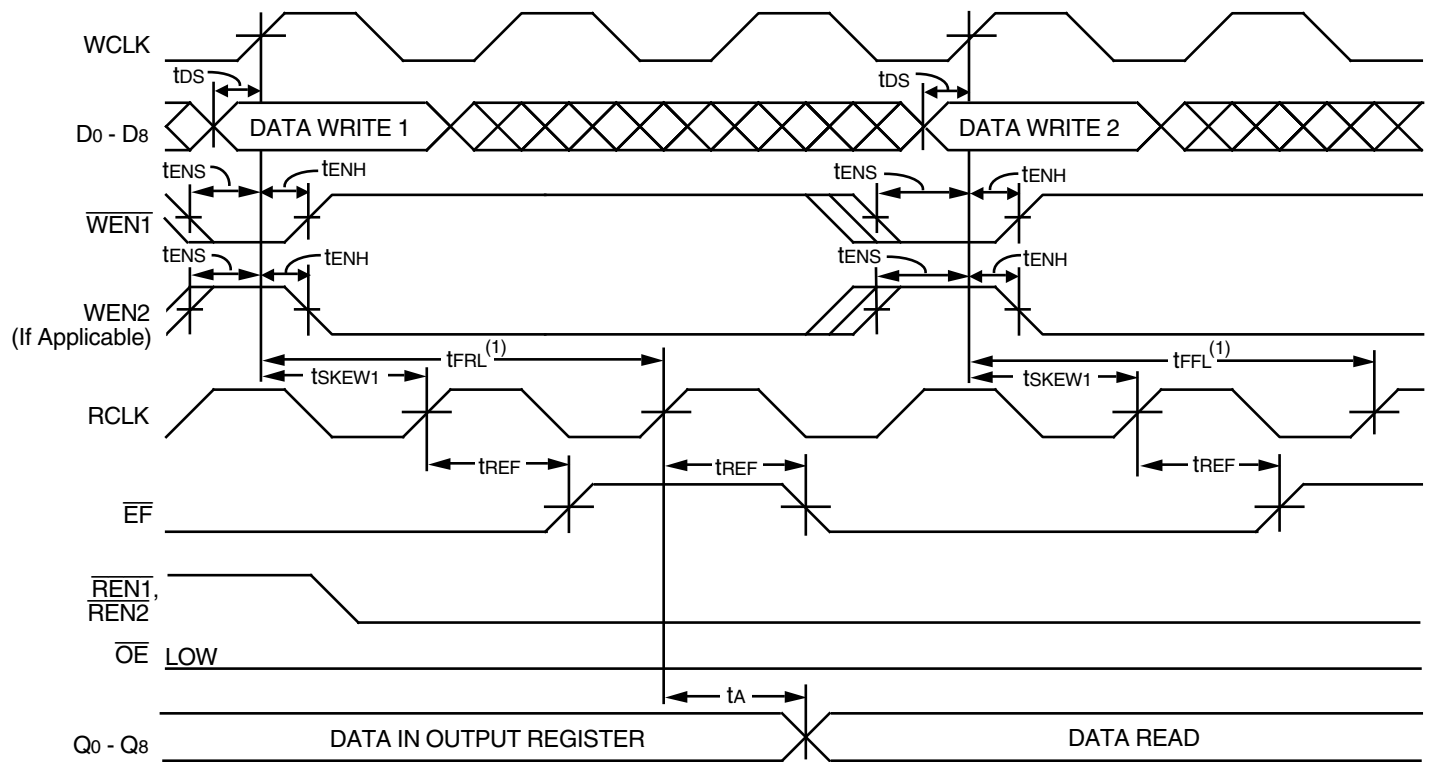 WCLK
tDS
tDS
D0 - D8
DATA WRITE 1
DATA WRITE 2
tENS
tENH
tENS
tENH
WEN1
tENS
tENH
tENS
tENH
WEN2
(If Applicable)
tFRL(1)
tFFL(1)
tSKEW1
tSKEW1
RCLK
tREF
tREF
tREF
EF
REN1,
REN2
OE
LOW
tA
Q0 - Q8
DATA IN OUTPUT REGISTER
DATA READ